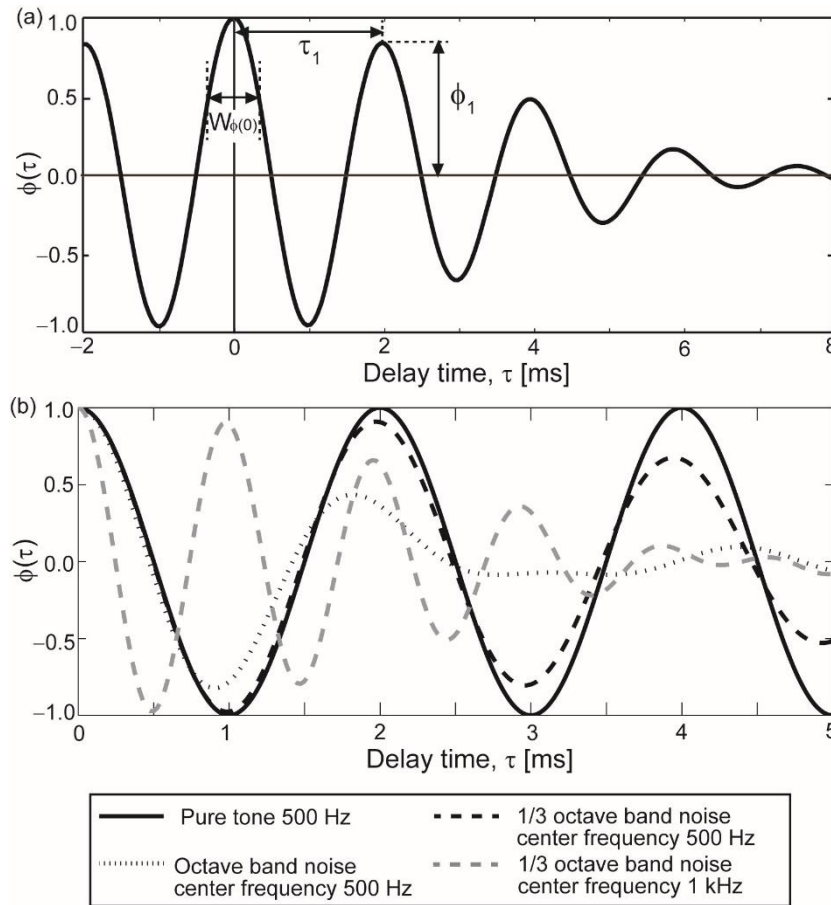 (a)
1.0
0.5
0.0
−0.5
−1.0
ϕ(τ)
τ1
Wϕ(0)
ϕ1
−2 0 2 4 6 8
Delay time, τ [ms]
(b)
1.0
0.5
0.0
−0.5
−1.0
ϕ(τ)
0 1 2 3 4 5
Delay time, τ [ms]
Pure tone 500 Hz
1/3 octave band noise
center frequency 500 Hz
Octave band noise
center frequency 500 Hz
1/3 octave band noise
center frequency 1 kHz